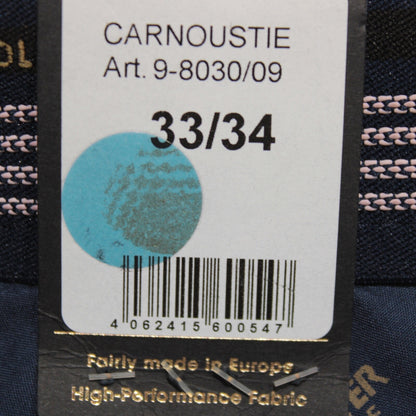 CARNOUSTIE
Art. 9-8030/09
33/34
4 062415 600547
Fairly made in Europe
High-Performance Fabric